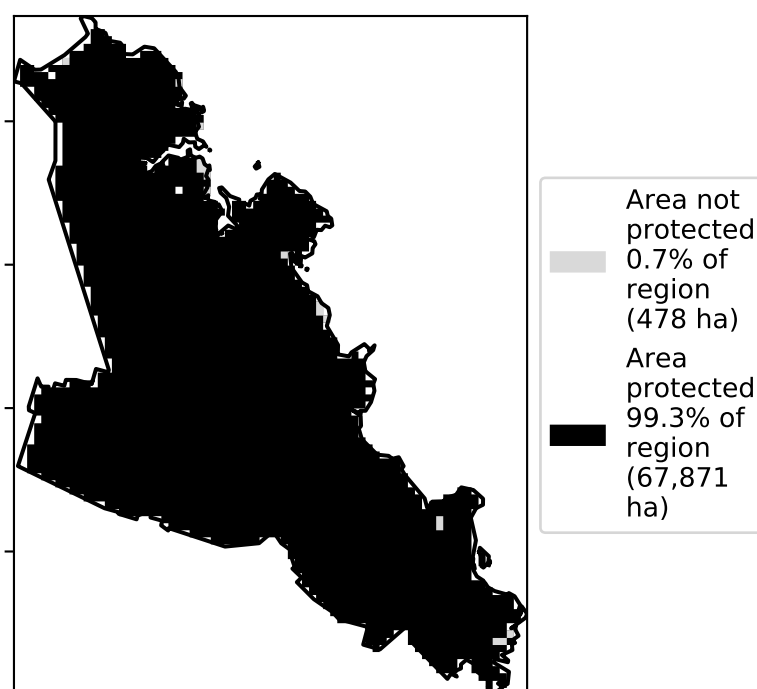 Area not
protected
0.7% of
region
(478 ha)
Area
protected
99.3% of
region
(67,871
ha)